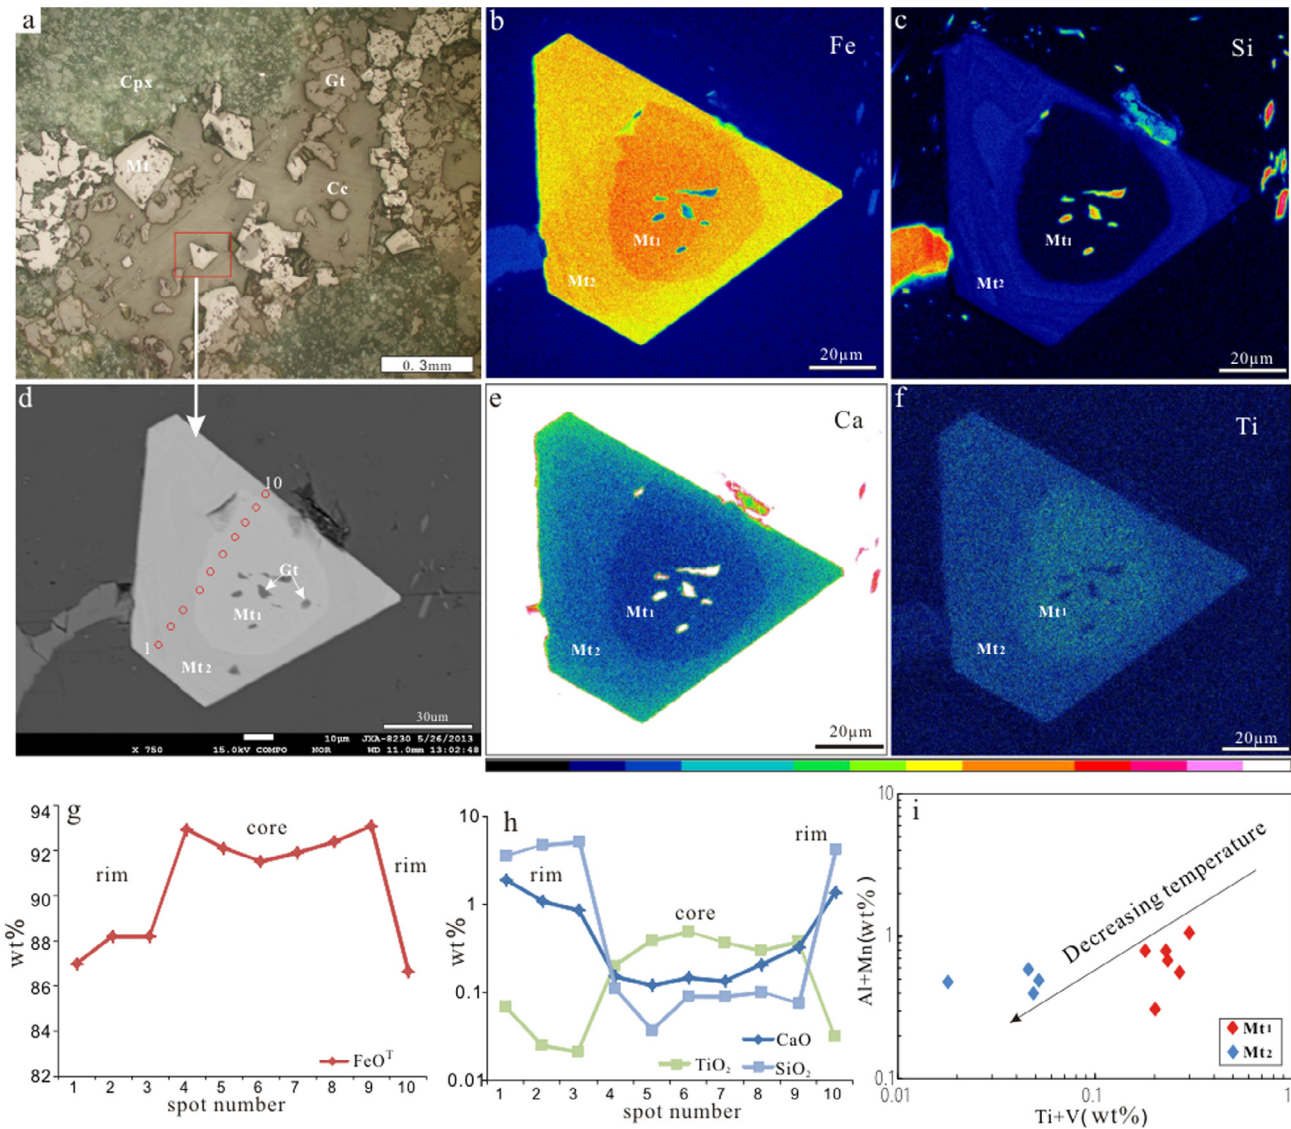 a
Cpx
Gt
Mt
Cc
0. 3mm
b
Fe
Mt1
Mt2
20μm
c
Si
Mt1
Mt2
20μm
d
10
Gt
Mt1
1
Mt2
30um
10μm JXA-8230 5/26/2013
X 750 15.0kV COMPO NOR WD 11.0mm 13:02:48
e
Ca
Mt1
Mt2
20μm
f
Ti
Mt1
Mt2
20μm
g
94
92
90
88
86
84
82
wt%
rim
core
rim
FeOᵀ
1 2 3 4 5 6 7 8 9 10
spot number
h
10
1
0.1
0.01
wt%
rim
core
rim
CaO
TiO₂
SiO₂
1 2 3 4 5 6 7 8 9 10
spot number
i
10
1
0.1
Al+Mn(wt%)
Decreasing temperature
Mt1
Mt2
0.01 0.1 1
Ti+V(wt%)